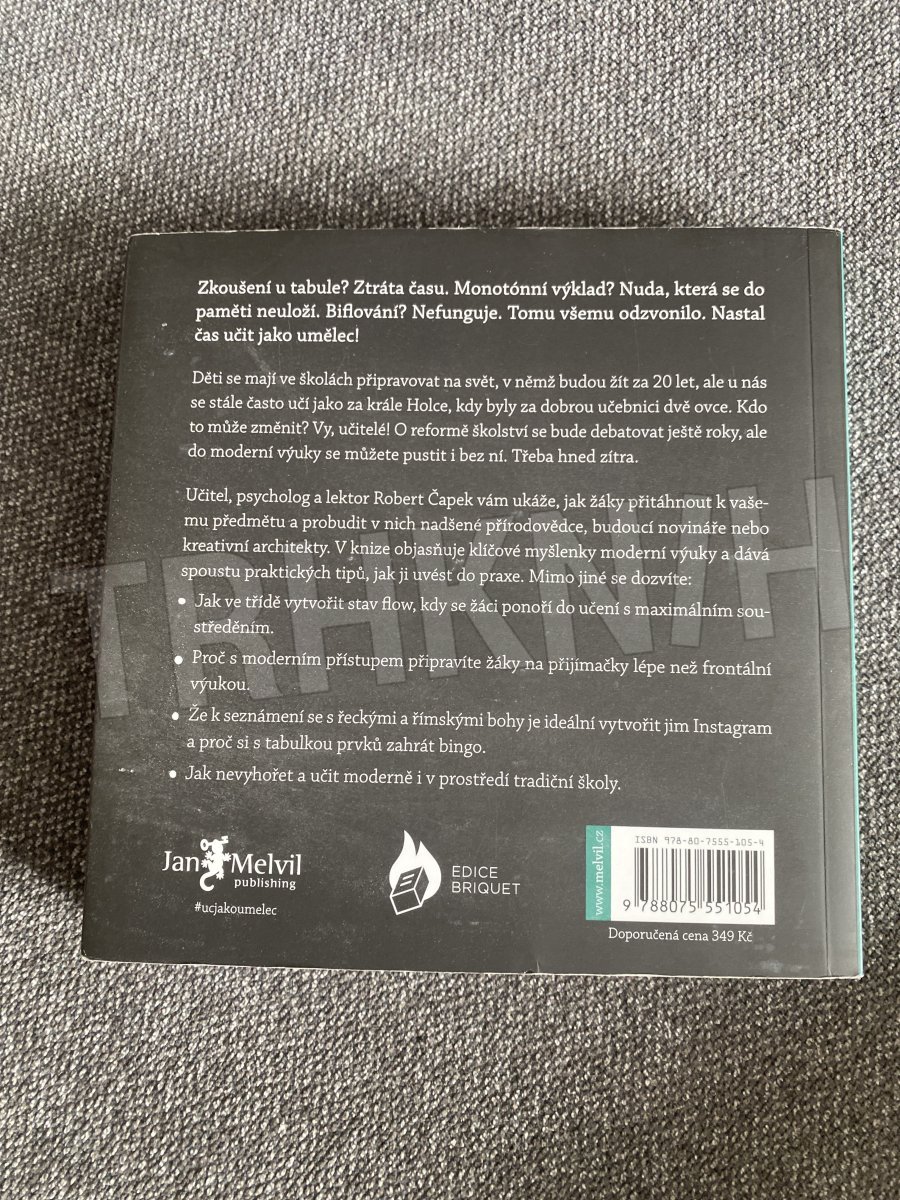 Zkoušení u tabule? Ztráta času. Monotónní výklad? Nuda, která se do
paměti neuloží. Biflování? Nefunguje. Tomu všemu odzvonilo. Nastal
čas učit jako umělec!
Děti se mají ve školách připravovat na svět, v němž budou žít za 20 let, ale u nás
se stále často učí jako za krále Holce, kdy byly za dobrou učebnici dvě ovce. Kdo
to může změnit? Vy, učitelé! O reformě školství se bude debatovat ještě roky, ale
do moderní výuky se můžete pustit i bez ní. Třeba hned zítra.
Učitel, psycholog a lektor Robert Čapek vám ukáže, jak žáky přitáhnout k vaše-
mu předmětu a probudit v nich nadšené přírodovědce, budoucí novináře nebo
kreativní architekty. V knize objasňuje klíčové myšlenky moderní výuky a dává
spoustu praktických tipů, jak ji uvést do praxe. Mimo jiné se dozvíte:
• Jak ve třídě vytvořit stav flow, kdy se žáci ponoří do učení s maximálním sou-
středěním.
• Proč s moderním přístupem připravíte žáky na přijímačky lépe než frontální
výukou.
• Že k seznámení se s řeckými a římskými bohy je ideální vytvořit jim Instagram
a proč si s tabulkou prvků zahrát bingo.
• Jak nevyhořet a učit moderně i v prostředí tradiční školy.
Jan Melvil
publishing
#ucjakoumelec
EDICE
BRIQUET
www.melvil.cz
ISBN 978-80-7555-105-4
9 788075 551054
Doporučená cena 349 Kč
TRHKNIH